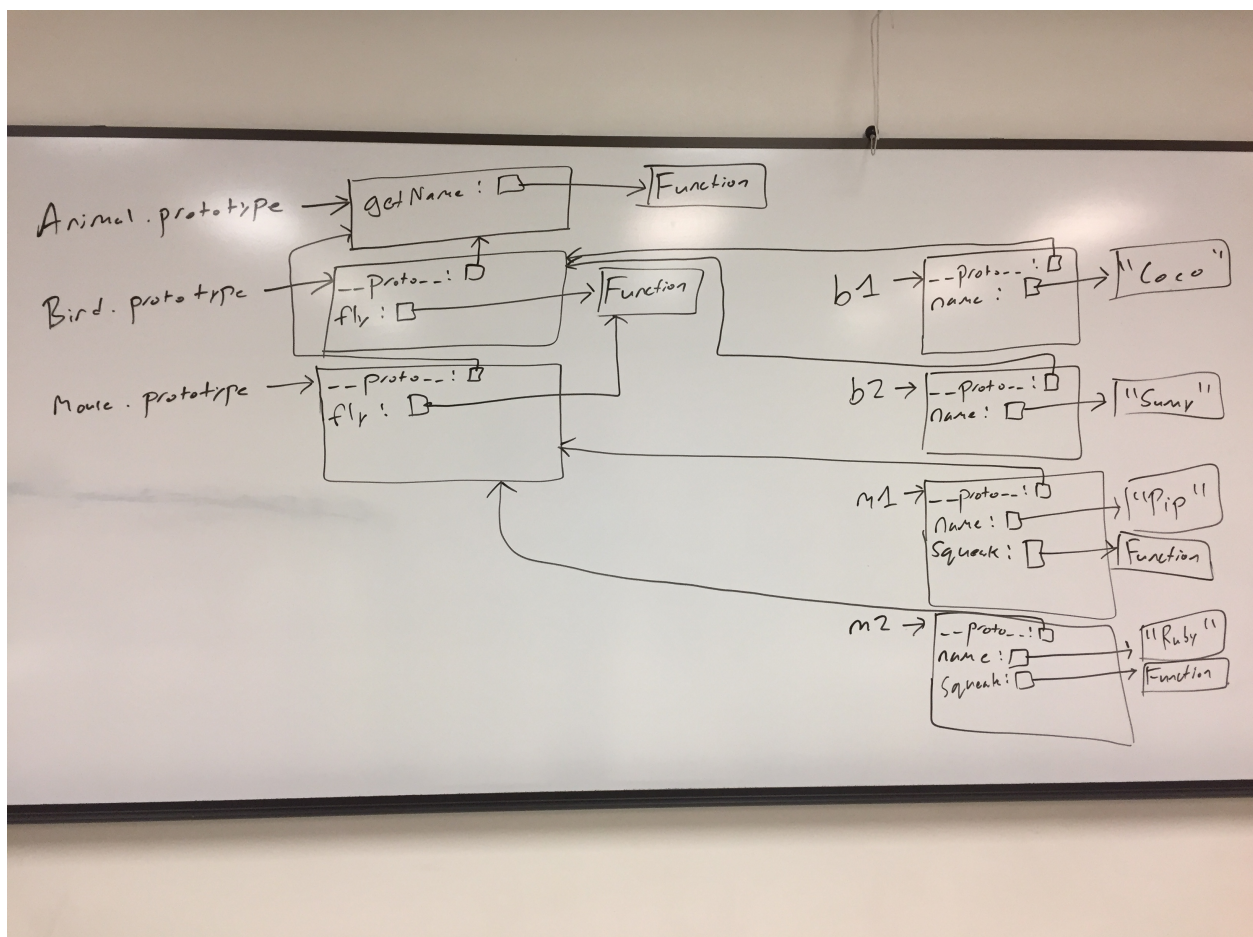 Animal.prototype
getName:
Function
Bird.prototype
__proto__:
fly:
Function
Mouse.prototype
__proto__:
fly:
b1
__proto__:
name:
"Coco"
b2
__proto__:
name:
"Sunny"
m1
__proto__:
name:
squeak:
"Pip"
Function
m2
__proto__:
name:
squeak:
"Ruby"
Function